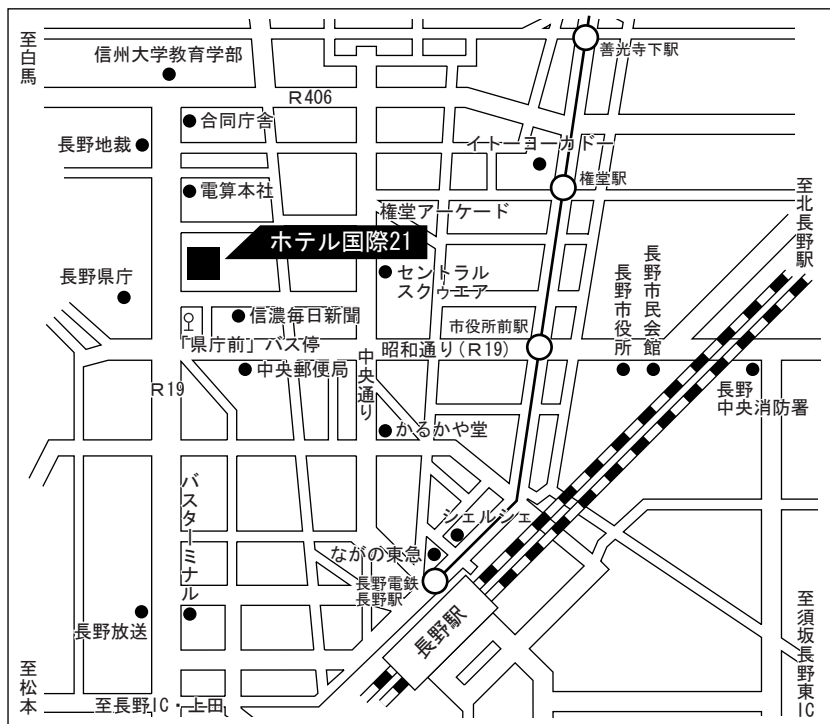 至白馬
信州大学教育学部
善光寺下駅
R406
合同庁舎
長野地裁
イトーヨーカドー
権堂駅
電算本社
至北長野駅
権堂アーケード
ホテル国際21
セントラル
スクゥエア
長野県庁
長野市民会館
長野市役所
信濃毎日新聞
市役所前駅
「県庁前」バス停
昭和通り(R19)
中央通り
中央郵便局
R19
長野
中央消防署
かるかや堂
バスターミナル
シェルシェ
ながの東急
長野電鉄
長野駅
長野駅
長野放送
至須坂長野東IC
至松本
至長野IC・上田